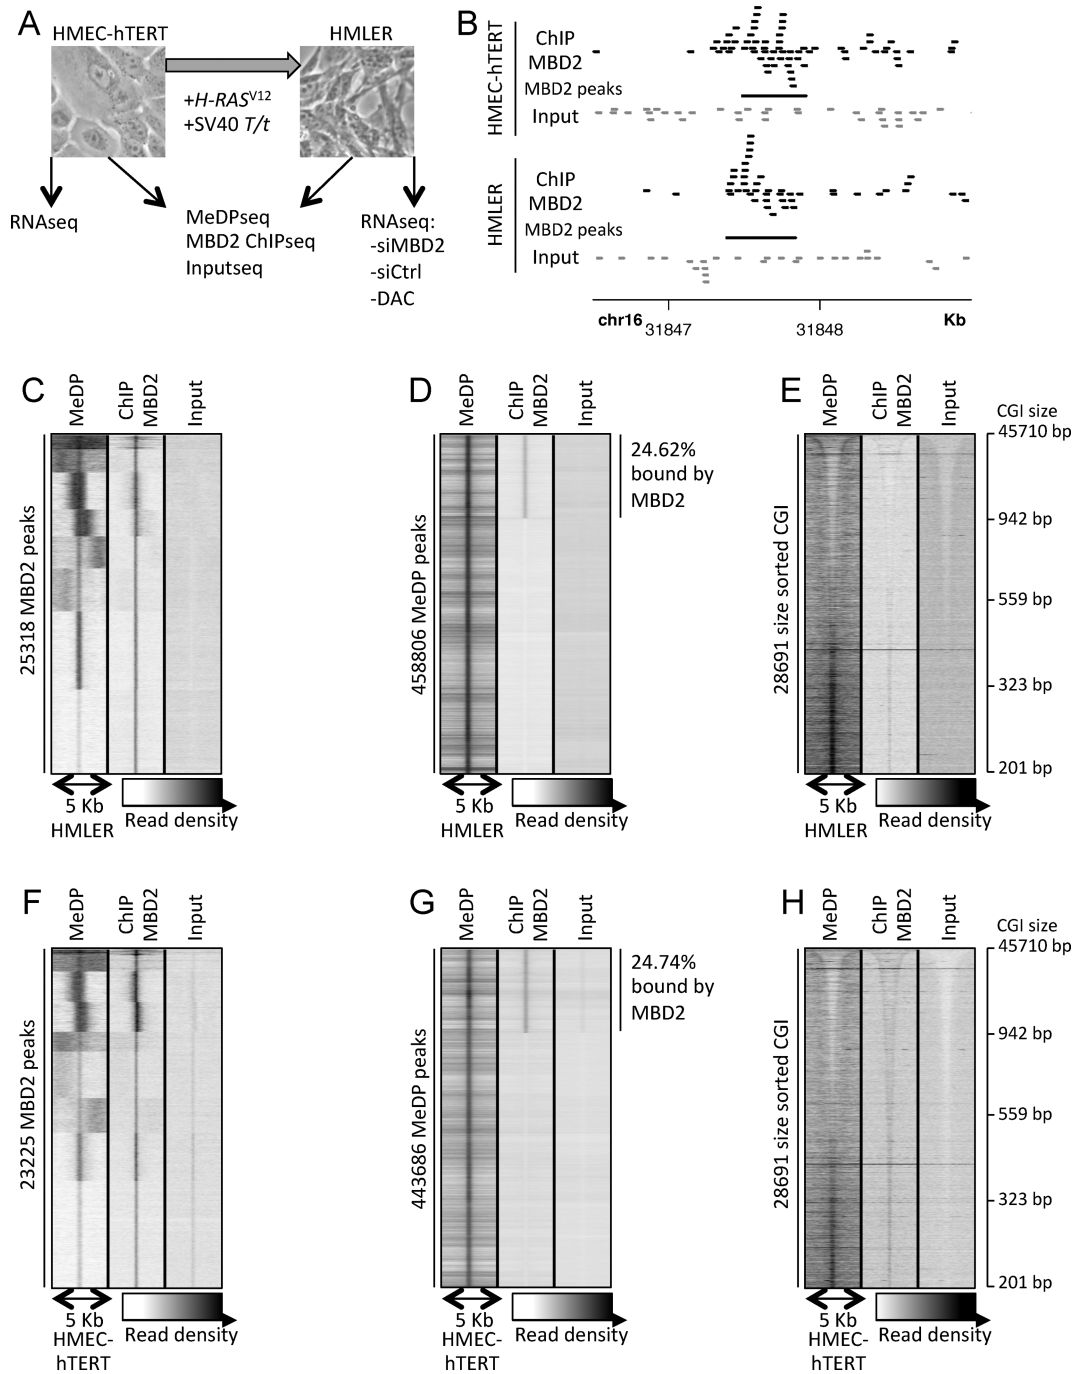 A
HMEC-hTERT
HMLER
+H-RASV12
+SV40 T/t
RNAseq
MeDPseq
MBD2 ChIPseq
Inputseq
RNAseq:
-siMBD2
-siCtrl
-DAC
B
HMEC-hTERT
ChIP
MBD2
MBD2 peaks
Input
HMLER
ChIP
MBD2
MBD2 peaks
Input
chr16
31847
31848
Kb
C
MeDP
ChIP
MBD2
Input
25318 MBD2 peaks
5 Kb
HMLER
Read density
D
MeDP
ChIP
MBD2
Input
458806 MeDP peaks
24.62%
bound by
MBD2
5 Kb
HMLER
Read density
E
MeDP
ChIP
MBD2
Input
28691 size sorted CGI
CGI size
45710 bp
942 bp
559 bp
323 bp
201 bp
5 Kb
HMLER
Read density
F
MeDP
ChIP
MBD2
Input
23225 MBD2 peaks
5 Kb
HMEC-
hTERT
Read density
G
MeDP
ChIP
MBD2
Input
443686 MeDP peaks
24.74%
bound by
MBD2
5 Kb
HMEC-
hTERT
Read density
H
MeDP
ChIP
MBD2
Input
28691 size sorted CGI
CGI size
45710 bp
942 bp
559 bp
323 bp
201 bp
5 Kb
HMEC-
hTERT
Read density